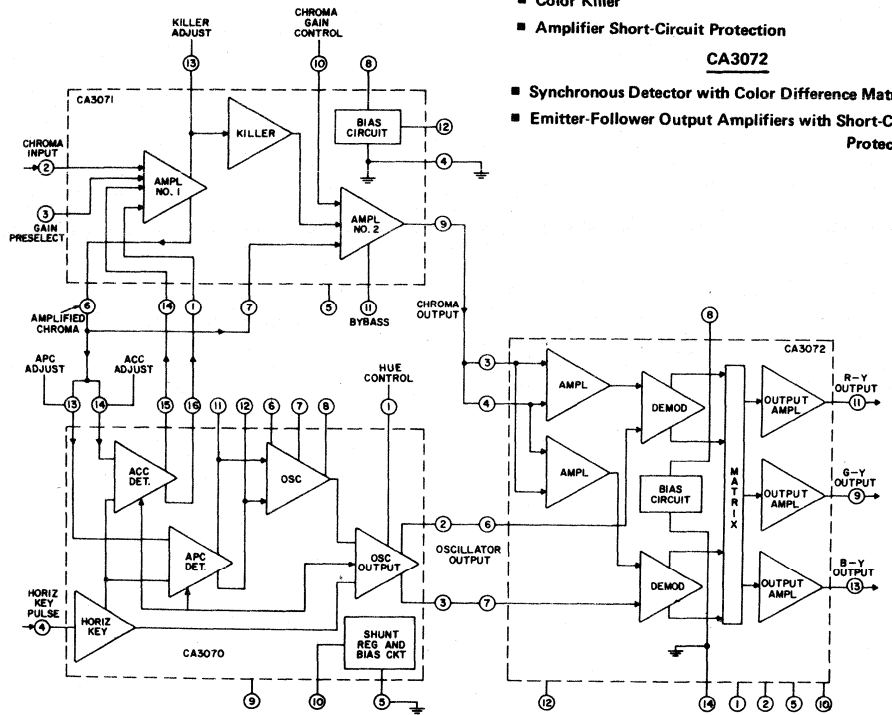 ■ Color Killer
■ Amplifier Short-Circuit Protection
CA3072
■ Synchronous Detector with Color Difference Matr
■ Emitter-Follower Output Amplifiers with Short-C
Protec
KILLER
ADJUST
CHROMA
GAIN
CONTROL
13
10
8
CA3071
KILLER
BIAS
CIRCUIT
12
CHROMA
INPUT
2
4
AMPL
NO. 1
3
GAIN
PRESELECT
AMPL
NO. 2
9
6
14
1
7
5
11
BYBASS
AMPLIFIED
CHROMA
CHROMA
OUTPUT
APC
ADJUST
ACC
ADJUST
HUE
CONTROL
13
14
15
16
11
12
6
7
8
1
ACC
DET.
OSC
APC
DET.
OSC
OUTPUT
2
6
OSCILLATOR
OUTPUT
3
7
HORIZ
KEY
PULSE
4
HORIZ
KEY
CA3070
SHUNT
REG AND
BIAS CKT
9
10
5
8
CA3072
3
4
AMPL
AMPL
DEMOD
BIAS
CIRCUIT
DEMOD
MATRIX
OUTPUT
AMPL
R-Y
OUTPUT
11
OUTPUT
AMPL
G-Y
OUTPUT
9
OUTPUT
AMPL
B-Y
OUTPUT
13
12
14
1
2
5
10